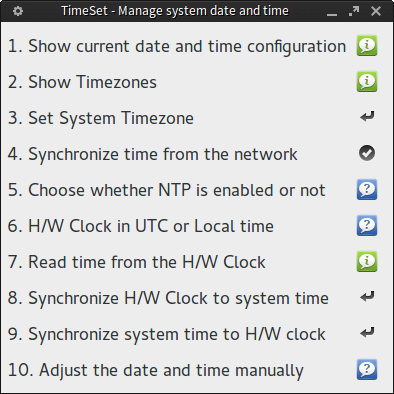 TimeSet - Manage system date and time
1. Show current date and time configuration
2. Show Timezones
3. Set System Timezone
4. Synchronize time from the network
5. Choose whether NTP is enabled or not
6. H/W Clock in UTC or Local time
7. Read time from the H/W Clock
8. Synchronize H/W Clock to system time
9. Synchronize system time to H/W clock
10. Adjust the date and time manually